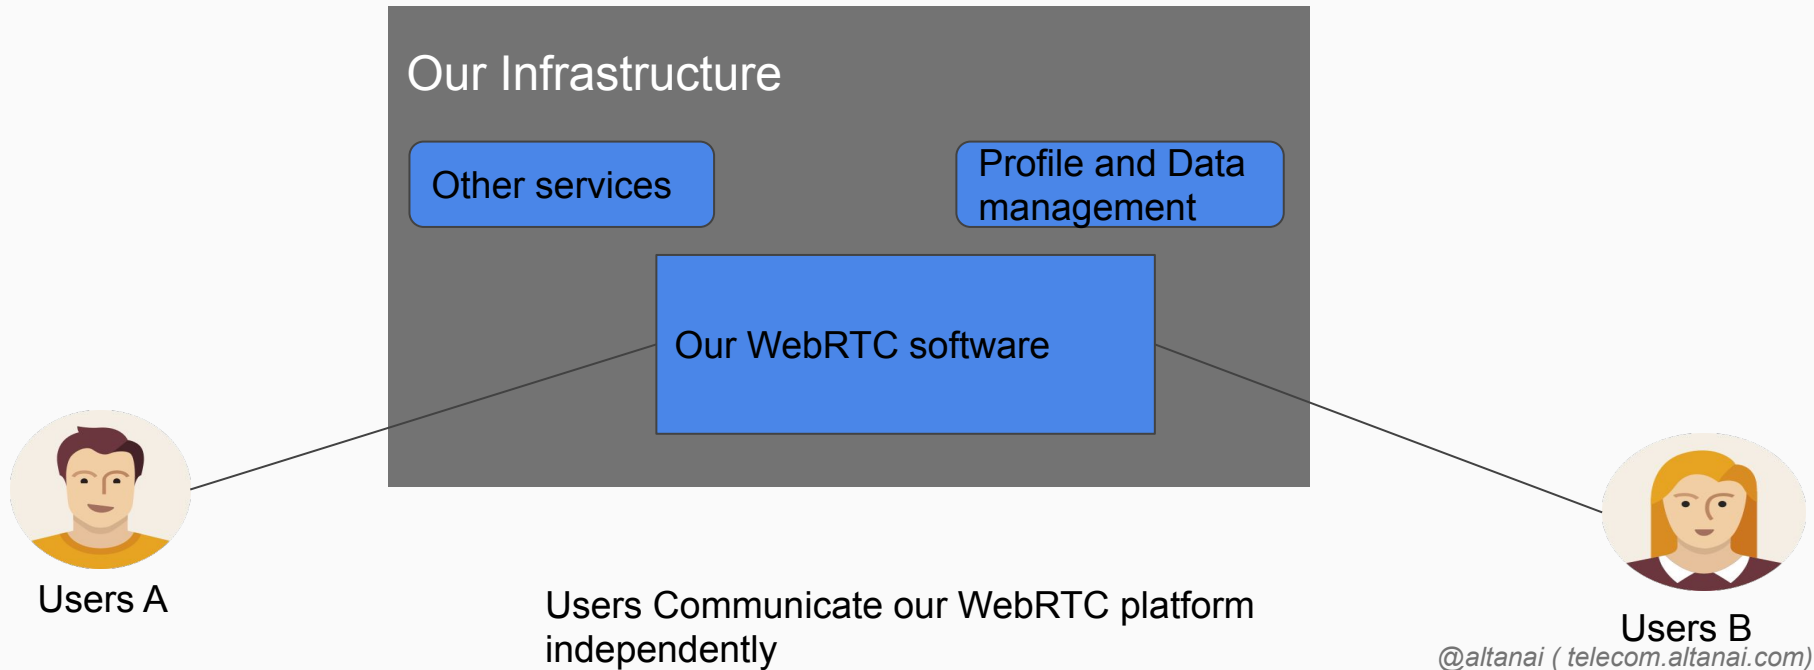 Our Infrastructure
Other services
Profile and Data
management
Our WebRTC software
Users A
Users Communicate our WebRTC platform
independently
Users B
@altanai ( telecom.altanai.com)